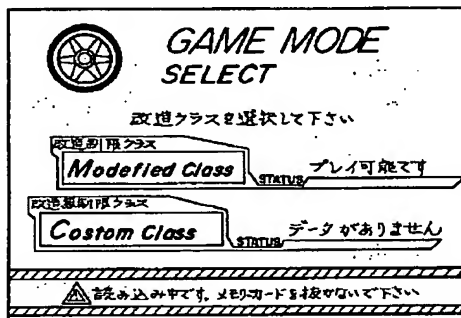 GAME MODE
SELECT
改造クラスを選択して下さい
改造制限クラス
Modefied Class
STATUS プレイ可能です
改造無制限クラス
Costom Class
STATUS データがありません
読み込み中です。メモリーカードを抜かないで下さい